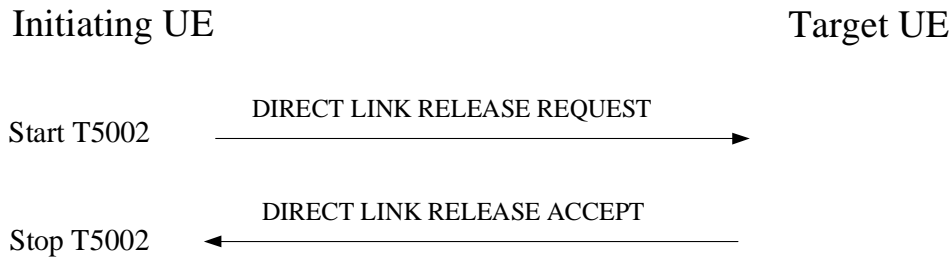 Initiating UE
Target UE
DIRECT LINK RELEASE REQUEST
Start T5002
DIRECT LINK RELEASE ACCEPT
Stop T5002